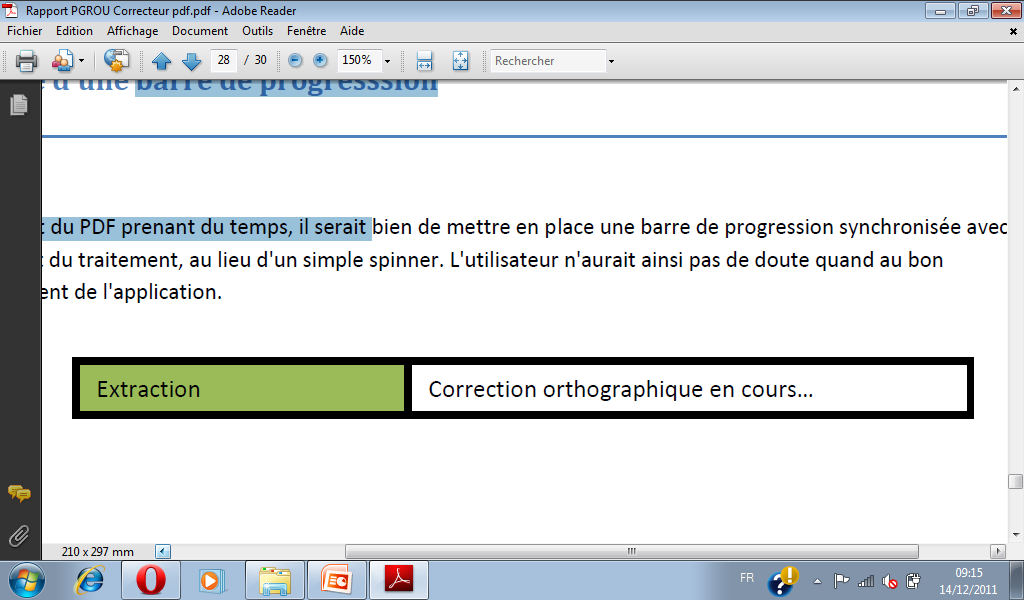 Rapport PGROU Correcteur pdf.pdf - Adobe Reader
Fichier Edition Affichage Document Outils Fenêtre Aide
28 / 30 150% Rechercher
d'une barre de progresssion
t du PDF prenant du temps, il serait bien de mettre en place une barre de progression synchronisée avec
t du traitement, au lieu d'un simple spinner. L'utilisateur n'aurait ainsi pas de doute quand au bon
ent de l'application.
Extraction Correction orthographique en cours...
210 x 297 mm
FR 09:15
14/12/2011